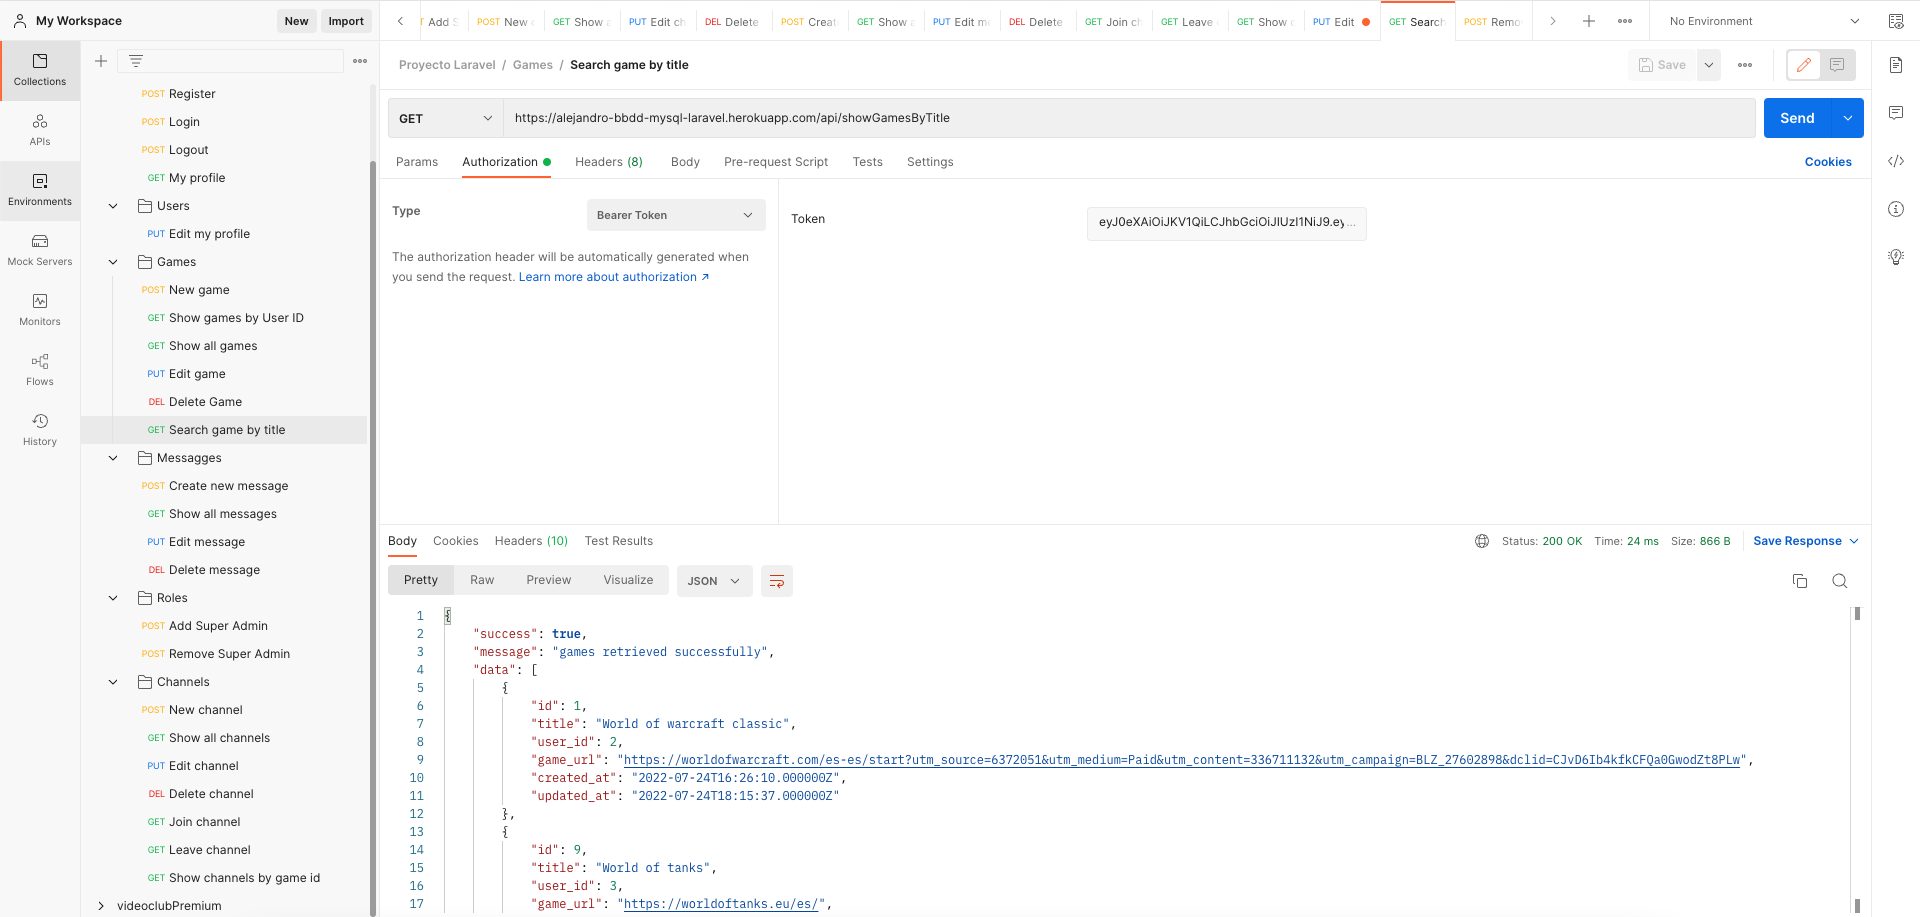 My Workspace
New
Import
Add S
POST New
GET Show
PUT Edit ch
DEL Delete
POST Creat
GET Show
PUT Edit m
DEL Delete
GET Join ch
GET Leave
GET Show
PUT Edit
GET Search
POST Remo
No Environment
Collections
APIs
Environments
Mock Servers
Monitors
Flows
History
POST Register
POST Login
POST Logout
GET My profile
Users
PUT Edit my profile
Games
POST New game
GET Show games by User ID
GET Show all games
PUT Edit game
DEL Delete Game
GET Search game by title
Messagges
POST Create new message
GET Show all messages
PUT Edit message
DEL Delete message
Roles
POST Add Super Admin
POST Remove Super Admin
Channels
POST New channel
GET Show all channels
PUT Edit channel
DEL Delete channel
GET Join channel
GET Leave channel
GET Show channels by game id
videoclubPremium
Proyecto Laravel / Games / Search game by title
Save
GET
https://alejandro-bbdd-mysql-laravel.herokuapp.com/api/showGamesByTitle
Send
Params
Authorization
Headers (8)
Body
Pre-request Script
Tests
Settings
Cookies
Type
Bearer Token
The authorization header will be automatically generated when
you send the request. Learn more about authorization ↗
Token
eyJ0eXAiOiJKV1QiLCJhbGciOiJIUzI1NiJ9.ey...
Body
Cookies
Headers (10)
Test Results
Status: 200 OK
Time: 24 ms
Size: 866 B
Save Response
Pretty
Raw
Preview
Visualize
JSON
1 {
2 "success": true,
3 "message": "games retrieved successfully",
4 "data": [
5 {
6 "id": 1,
7 "title": "World of warcraft classic",
8 "user_id": 2,
9 "game_url": "https://worldofwarcraft.com/es-es/start?utm_source=6372051&utm_medium=Paid&utm_content=336711132&utm_campaign=BLZ_27602898&dclid=CJvD6Ib4kfkCFQa0GwodZt8PLw",
10 "created_at": "2022-07-24T16:26:10.000000Z",
11 "updated_at": "2022-07-24T18:15:37.000000Z"
12 },
13 {
14 "id": 9,
15 "title": "World of tanks",
16 "user_id": 3,
17 "game_url": "https://worldoftanks.eu/es/",